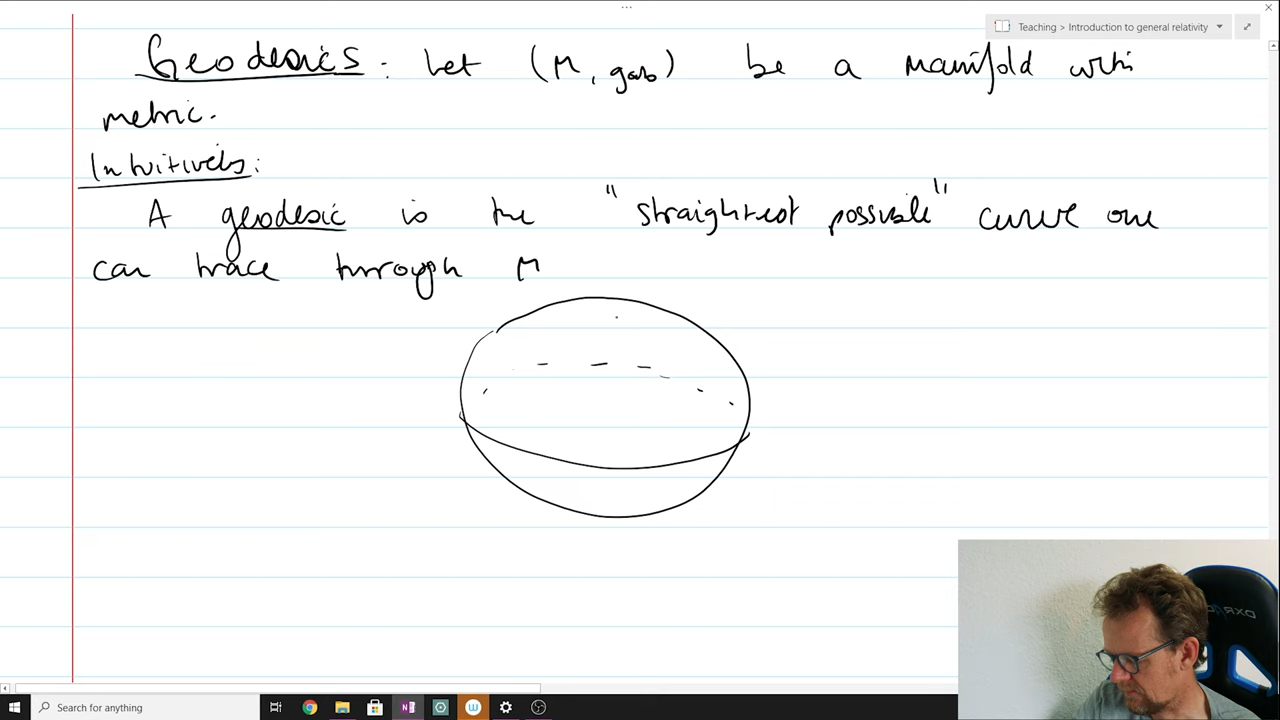 Teaching > Introduction to general relativity
Geodesics: Let (M, gab) be a manifold with
metric.
Intuitively:
A geodesic is the "straightest possible" curve one
can trace through M
DXRACER
Search for anything